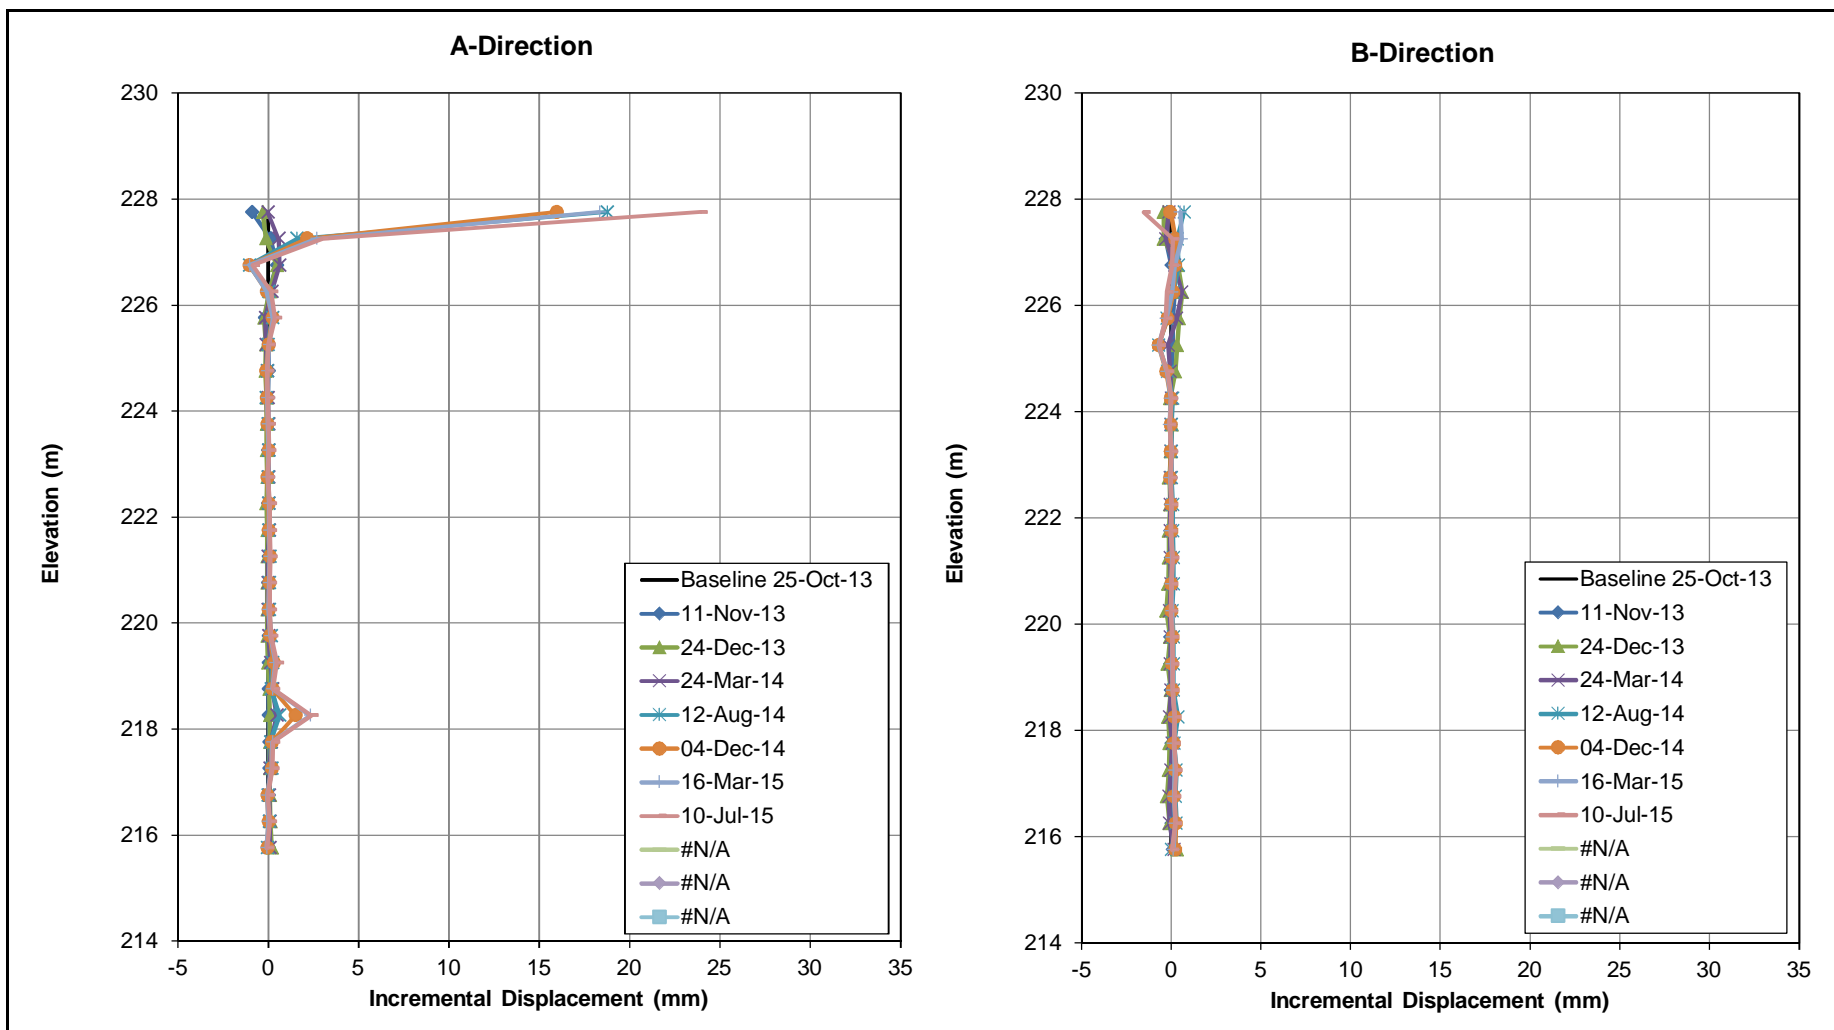 A-Direction
230
228
226
224
222
220
218
216
214
Elevation (m)
-5 0 5 10 15 20 25 30 35
Incremental Displacement (mm)
Baseline 25-Oct-13
11-Nov-13
24-Dec-13
24-Mar-14
12-Aug-14
04-Dec-14
16-Mar-15
10-Jul-15
#N/A
#N/A
#N/A
B-Direction
230
228
226
224
222
220
218
216
214
Elevation (m)
-5 0 5 10 15 20 25 30 35
Incremental Displacement (mm)
Baseline 25-Oct-13
11-Nov-13
24-Dec-13
24-Mar-14
12-Aug-14
04-Dec-14
16-Mar-15
10-Jul-15
#N/A
#N/A
#N/A